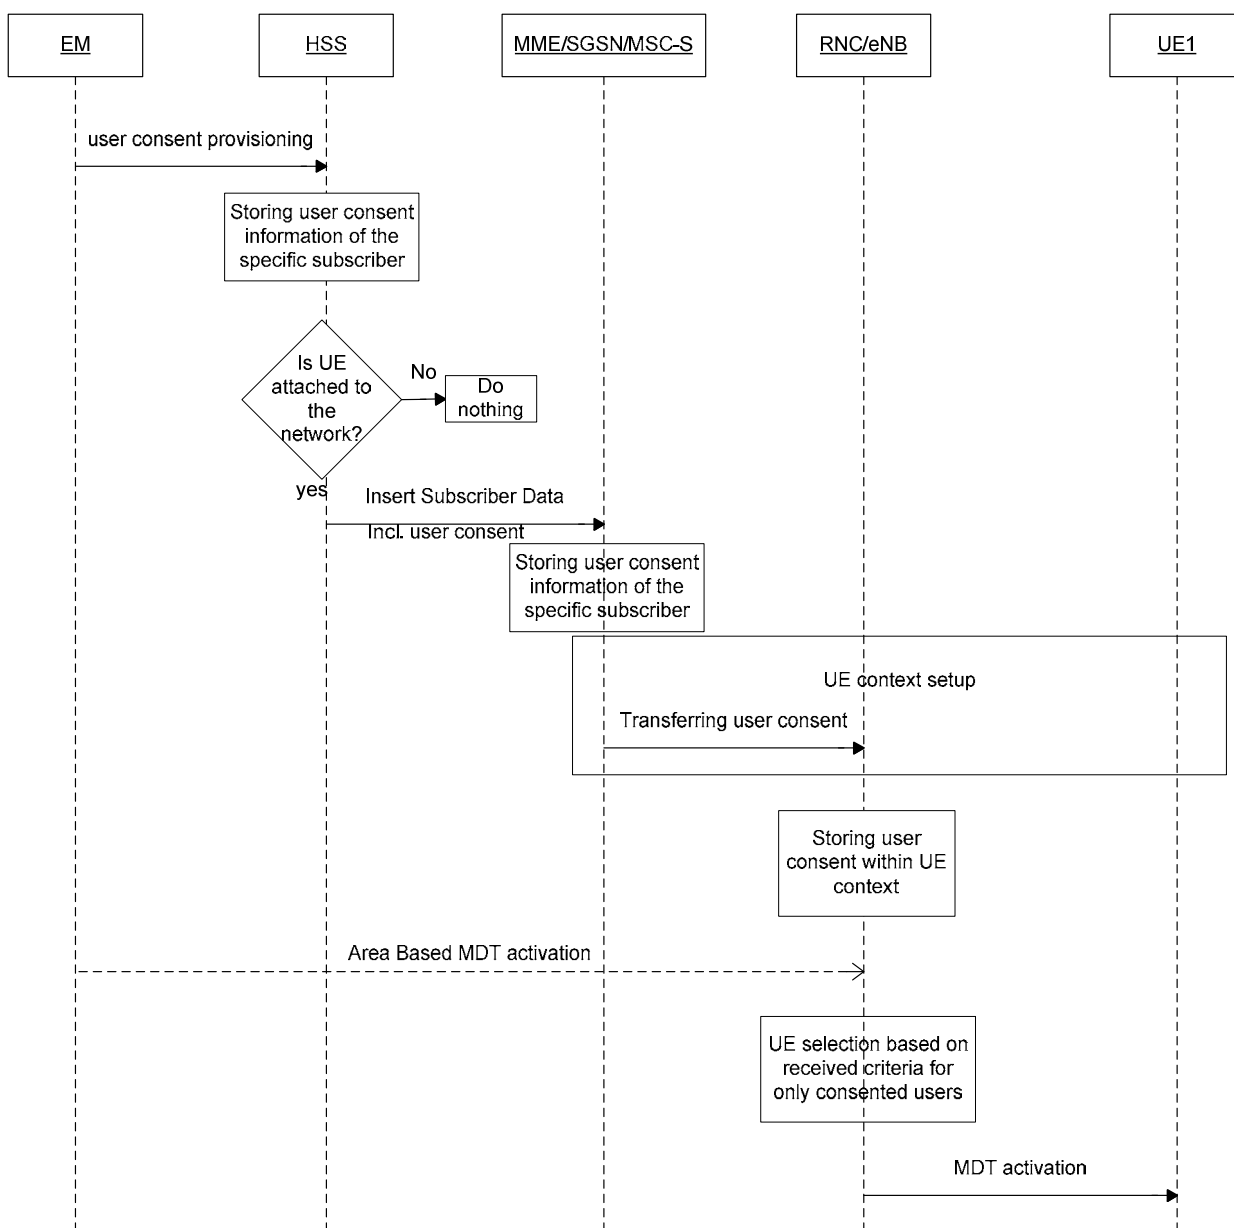 EM
HSS
MME/SGSN/MSC-S
RNC/eNB
UE1
user consent provisioning
Storing user consent
information of the
specific subscriber
Is UE
attached to
the
network?
No
Do
nothing
yes
Insert Subscriber Data
Incl. user consent
Storing user consent
information of the
specific subscriber
UE context setup
Transferring user consent
Storing user
consent within UE
context
Area Based MDT activation
UE selection based on
received criteria for
only consented users
MDT activation